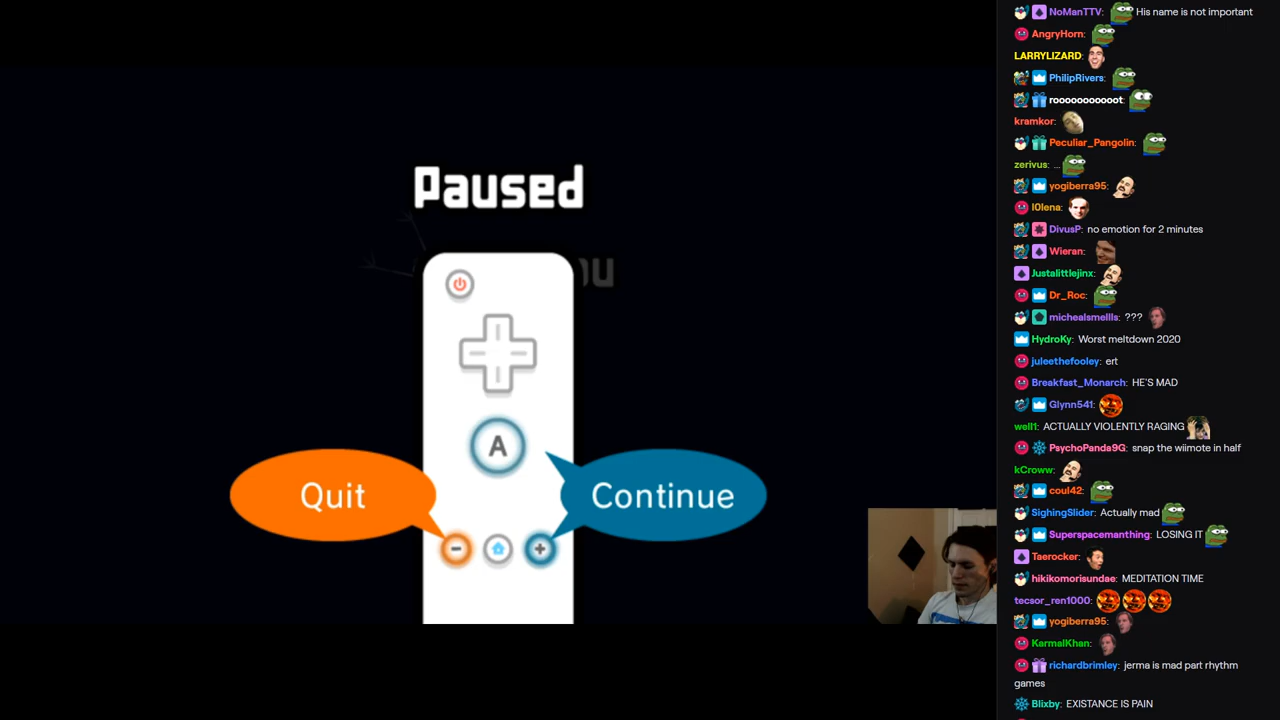 Paused
nu
A
Quit
Continue
NoManTTV: His name is not important
AngryHorn:
LARRYLIZARD:
PhilipRivers:
rooooooooooot:
kramkor:
Peculiar_Pangolin:
zerivus: ...
yogiberra95:
l0lena:
DivusP: no emotion for 2 minutes
Wieran:
Justalittlejinx:
Dr_Roc:
michealsmellls: ???
HydroKy: Worst meltdown 2020
juleethefooley: ert
Breakfast_Monarch: HE'S MAD
Glynn541:
well1: ACTUALLY VIOLENTLY RAGING
PsychoPanda9G: snap the wiimote in half
kCroww:
coul42:
SighingSlider: Actually mad
Superspacemanthing: LOSING IT
Taerocker:
hikikomorisundae: MEDITATION TIME
tecsor_ren1000:
yogiberra95:
KarmalKhan:
richardbrimley: jerma is mad part rhythm
games
Blixby: EXISTANCE IS PAIN